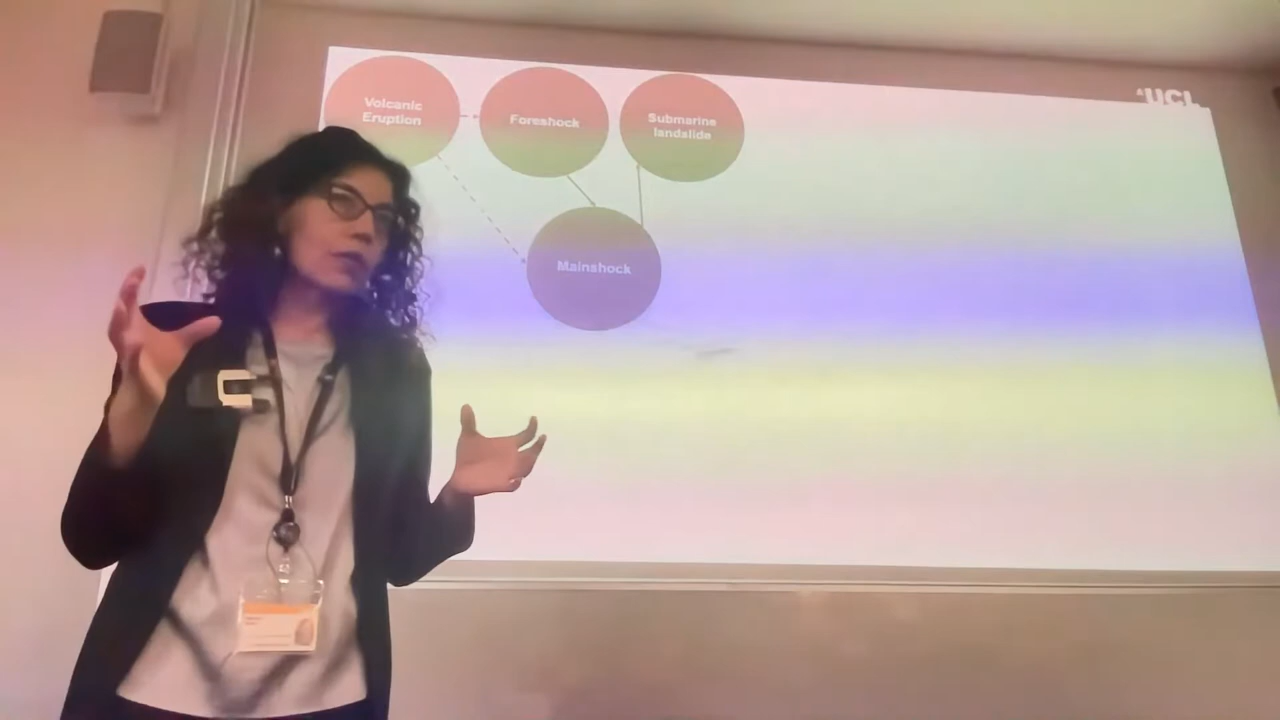 UCL
Volcanic
Eruption
Foreshock
Submarine
landslide
Mainshock